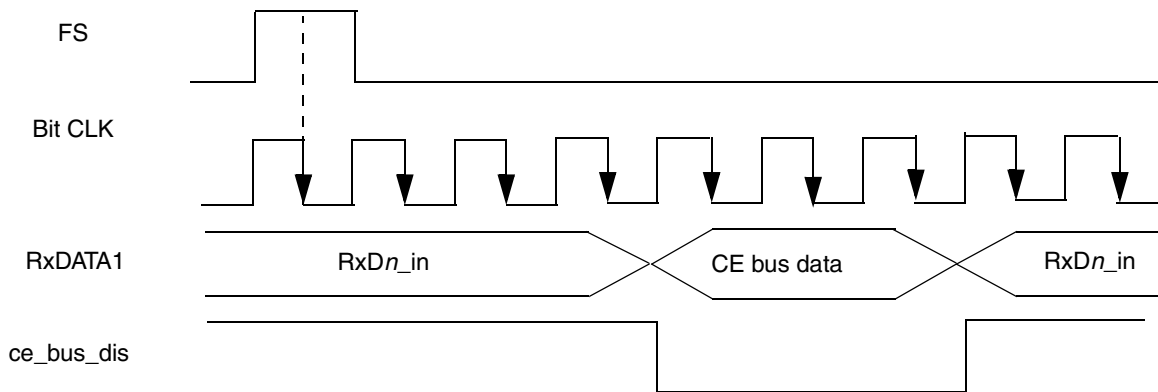 FS
Bit CLK
RxDATA1
RxDn_in
CE bus data
RxDn_in
ce_bus_dis